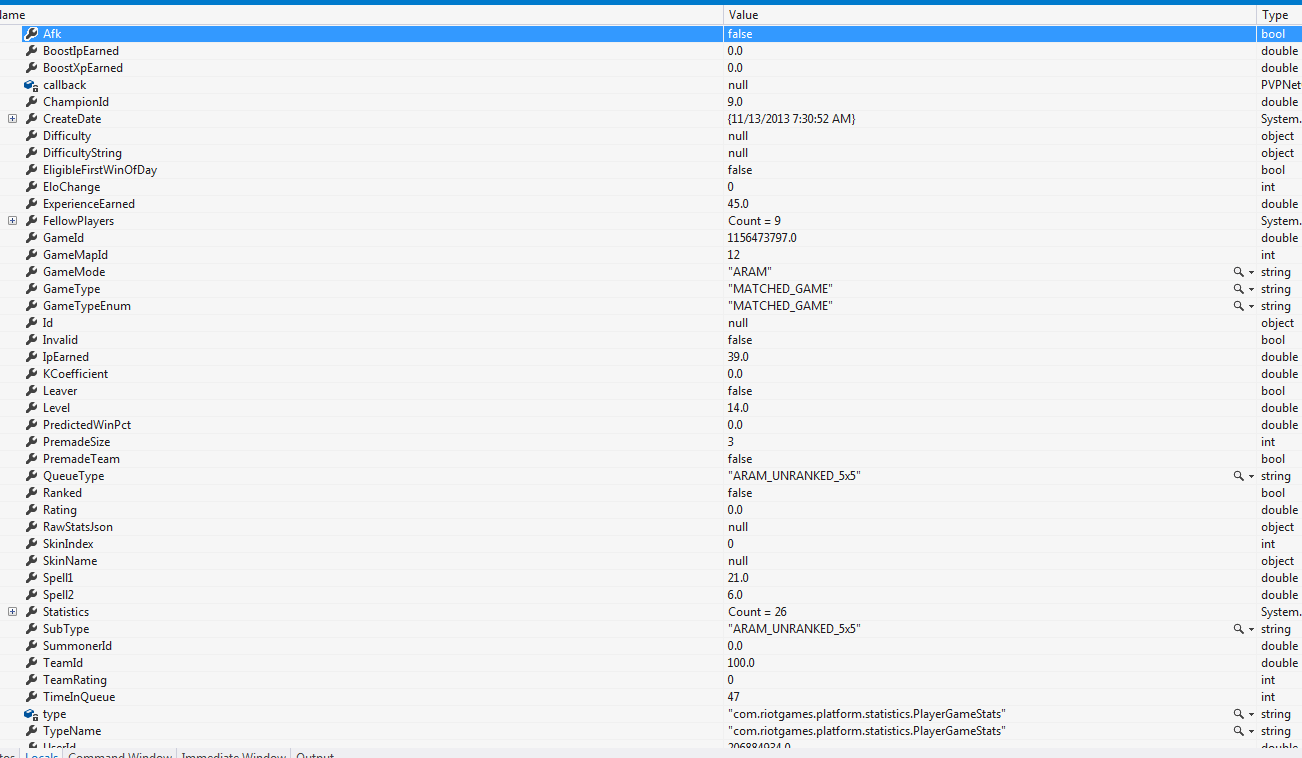 Name Value Type
Afk false bool
BoostIpEarned 0.0 double
BoostXpEarned 0.0 double
callback null PVPNet
ChampionId 9.0 double
CreateDate {11/13/2013 7:30:52 AM} System.
Difficulty null object
DifficultyString null object
EligibleFirstWinOfDay false bool
EloChange 0 int
ExperienceEarned 45.0 double
FellowPlayers Count = 9 System.
GameId 1156473797.0 double
GameMapId 12 int
GameMode "ARAM" string
GameType "MATCHED_GAME" string
GameTypeEnum "MATCHED_GAME" string
Id null object
Invalid false bool
IpEarned 39.0 double
KCoefficient 0.0 double
Leaver false bool
Level 14.0 double
PredictedWinPct 0.0 double
PremadeSize 3 int
PremadeTeam false bool
QueueType "ARAM_UNRANKED_5x5" string
Ranked false bool
Rating 0.0 double
RawStatsJson null object
SkinIndex 0 int
SkinName null object
Spell1 21.0 double
Spell2 6.0 double
Statistics Count = 26 System.
SubType "ARAM_UNRANKED_5x5" string
SummonerId 0.0 double
TeamId 100.0 double
TeamRating 0 int
TimeInQueue 47 int
type "com.riotgames.platform.statistics.PlayerGameStats" string
TypeName "com.riotgames.platform.statistics.PlayerGameStats" string
UserId 206884934.0 double
Locals Command Window Immediate Window Output